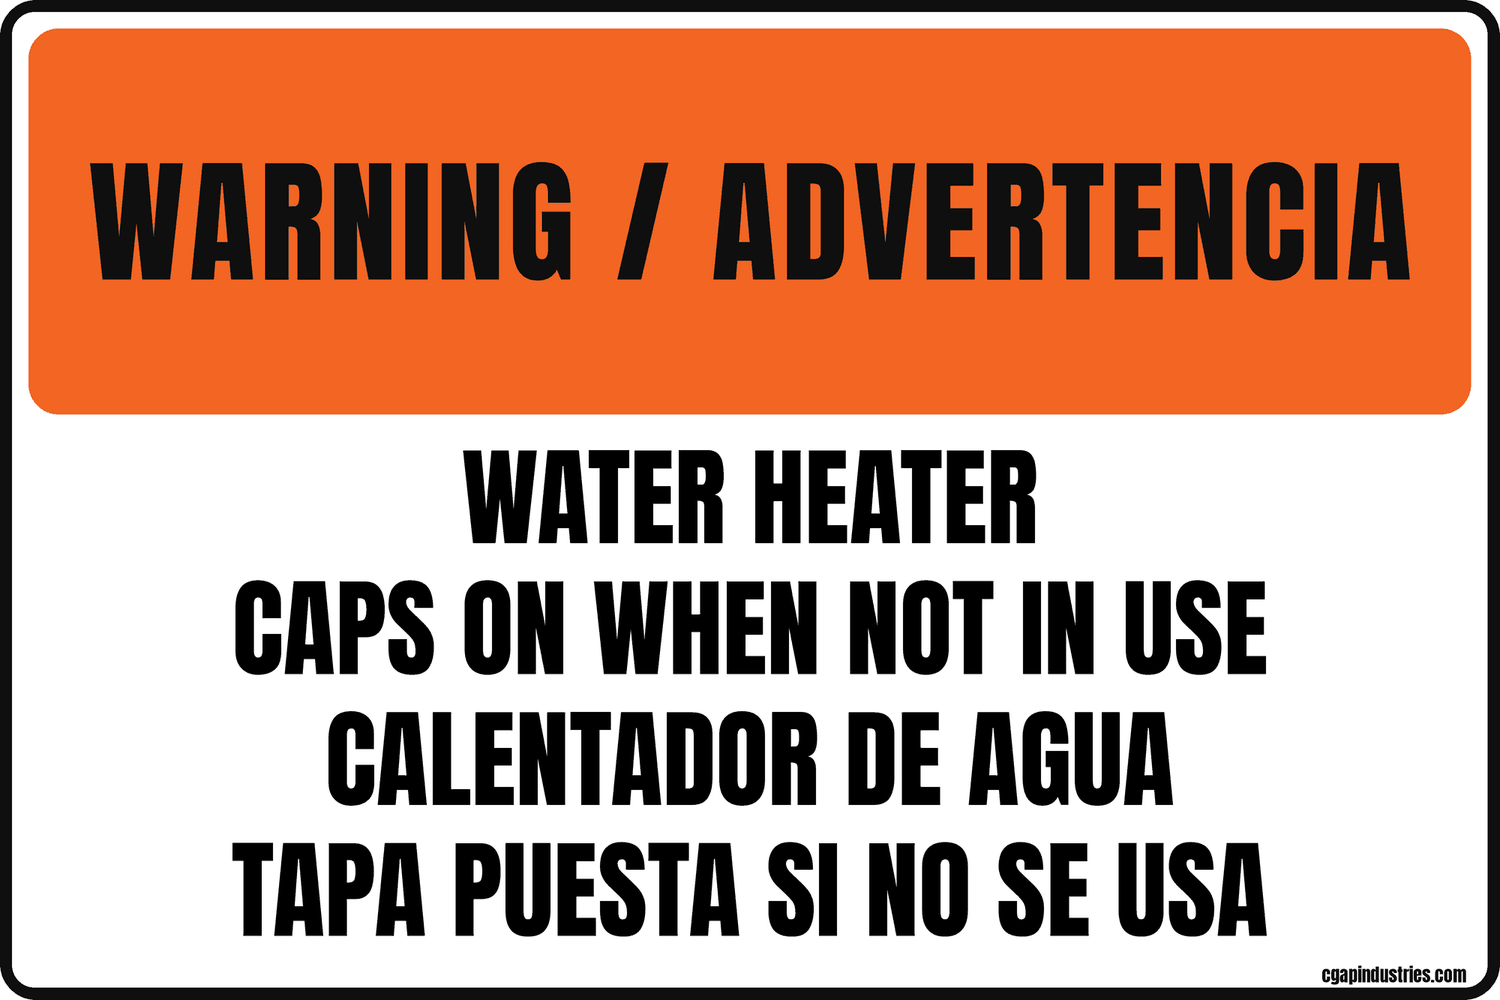 WARNING / ADVERTENCIA
WATER HEATER
CAPS ON WHEN NOT IN USE
CALENTADOR DE AGUA
TAPA PUESTA SI NO SE USA
cgapindustries.com